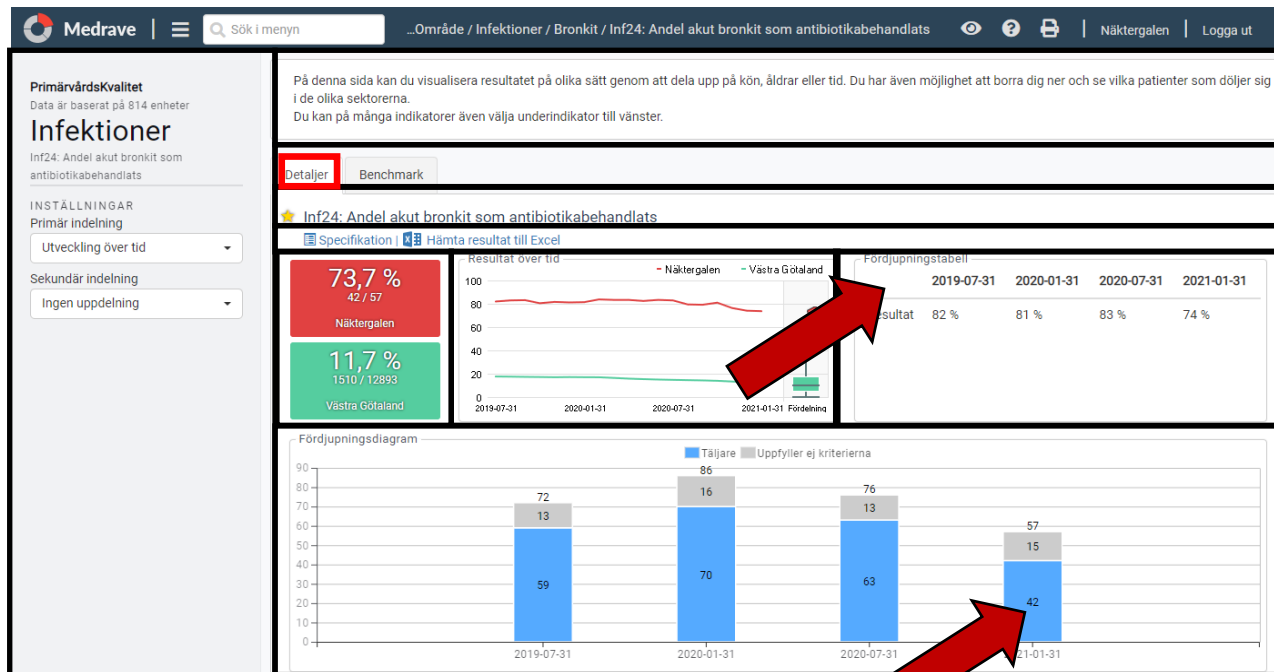 Medrave
Sök i menyn
...Område / Infektioner / Bronkit / Inf24: Andel akut bronkit som antibiotikabehandlats
Näktergalen
Logga ut
PrimärvårdsKvalitet
Data är baserat på 814 enheter
Infektioner
Inf24: Andel akut bronkit som
antibiotikabehandlats
INSTÄLLNINGAR
Primär indelning
Utveckling över tid
Sekundär indelning
Ingen uppdelning
På denna sida kan du visualisera resultatet på olika sätt genom att dela upp på kön, åldrar eller tid. Du har även möjlighet att borra dig ner och se vilka patienter som döljer sig
i de olika sektorerna.
Du kan på många indikatorer även välja underindikator till vänster.
Detaljer
Benchmark
Inf24: Andel akut bronkit som antibiotikabehandlats
Specifikation | Hämta resultat till Excel
73,7 %
42 / 57
Näktergalen
11,7 %
1510 / 12893
Västra Götaland
Resultat över tid
Näktergalen
Västra Götaland
100
80
60
40
20
0
2019-07-31 2020-01-31 2020-07-31 2021-01-31 Fördelning
Fördjupningstabell
2019-07-31 2020-01-31 2020-07-31 2021-01-31
82 % 81 % 83 % 74 %
Fördjupningsdiagram
Täljare Uppfyller ej kriterierna
90
80
70
60
50
40
30
20
10
0
72
13
59
86
16
70
76
13
63
57
15
42
2019-07-31 2020-01-31 2020-07-31